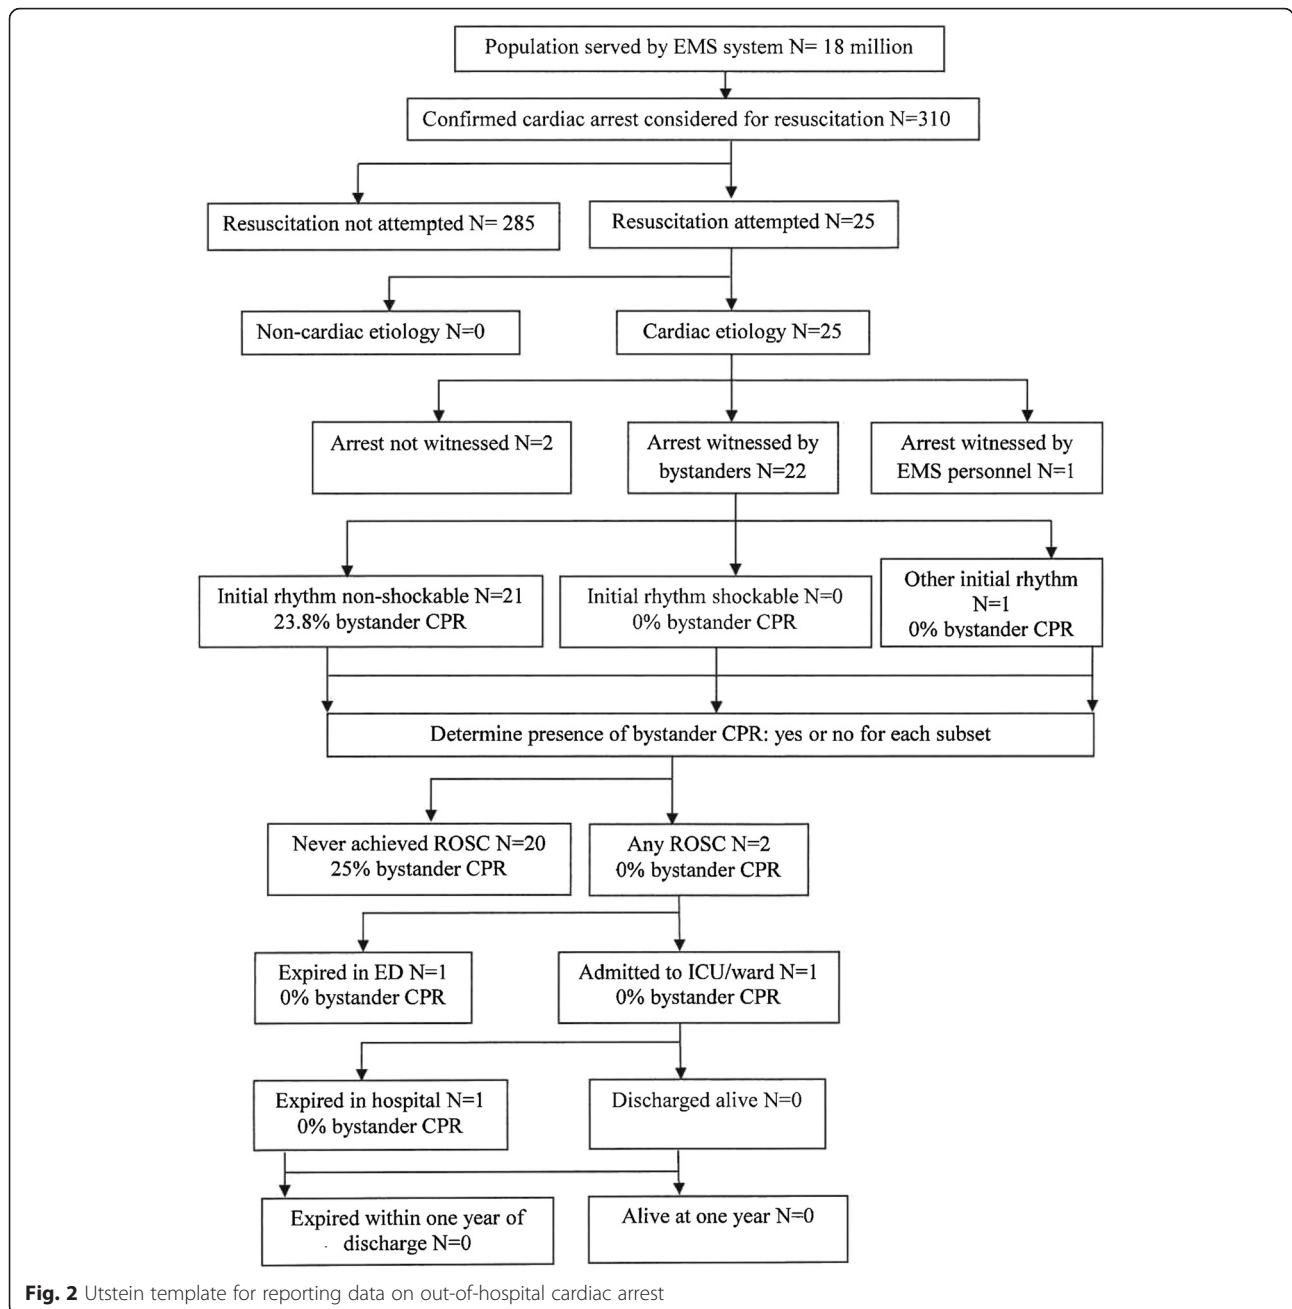 Population served by EMS system N= 18 million
Confirmed cardiac arrest considered for resuscitation N=310
Resuscitation not attempted N= 285
Resuscitation attempted N=25
Non-cardiac etiology N=0
Cardiac etiology N=25
Arrest not witnessed N=2
Arrest witnessed by
bystanders N=22
Arrest witnessed by
EMS personnel N=1
Initial rhythm non-shockable N=21
23.8% bystander CPR
Initial rhythm shockable N=0
0% bystander CPR
Other initial rhythm
N=1
0% bystander CPR
Determine presence of bystander CPR: yes or no for each subset
Never achieved ROSC N=20
25% bystander CPR
Any ROSC N=2
0% bystander CPR
Expired in ED N=1
0% bystander CPR
Admitted to ICU/ward N=1
0% bystander CPR
Expired in hospital N=1
0% bystander CPR
Discharged alive N=0
Expired within one year of
discharge N=0
Alive at one year N=0
Fig. 2 Utstein template for reporting data on out-of-hospital cardiac arrest